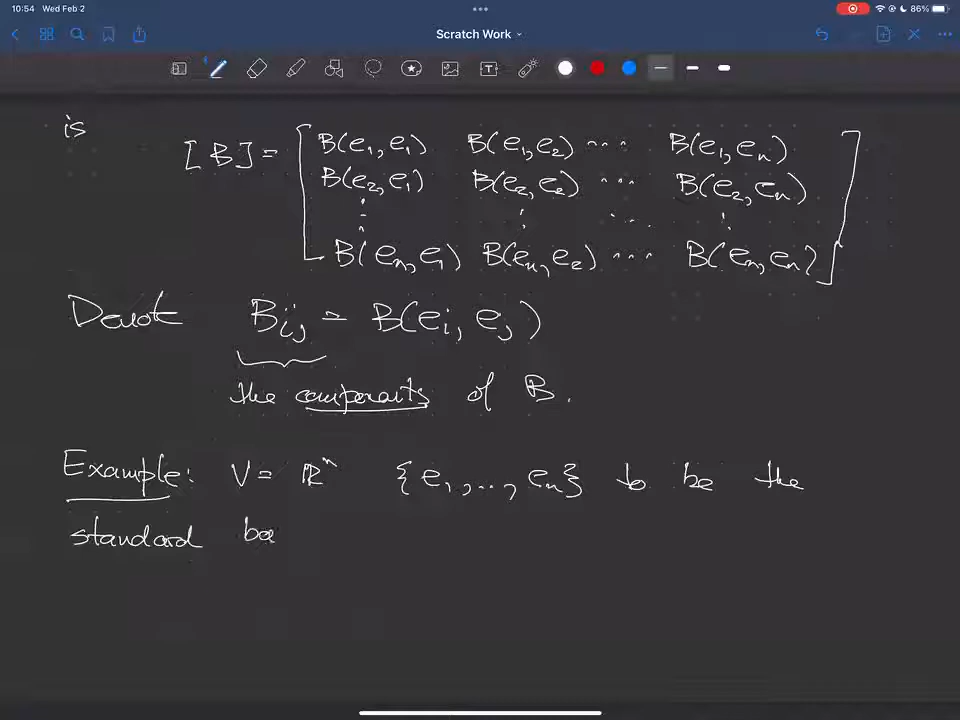 10:54 Wed Feb 2
86%
Scratch Work
is
[B] = [ B(e₁, e₁) B(e₁, e₂) ... B(e₁, eₙ)
B(e₂, e₁) B(e₂, e₂) ... B(e₂, eₙ)
⋮ ⋮ ⋱ ⋮
B(eₙ, e₁) B(eₙ, e₂) ... B(eₙ, eₙ) ]
Denote Bᵢⱼ = B(eᵢ, eⱼ)
the components of B.
Example: V = ℝⁿ {e₁, ..., eₙ} to be the
standard ba